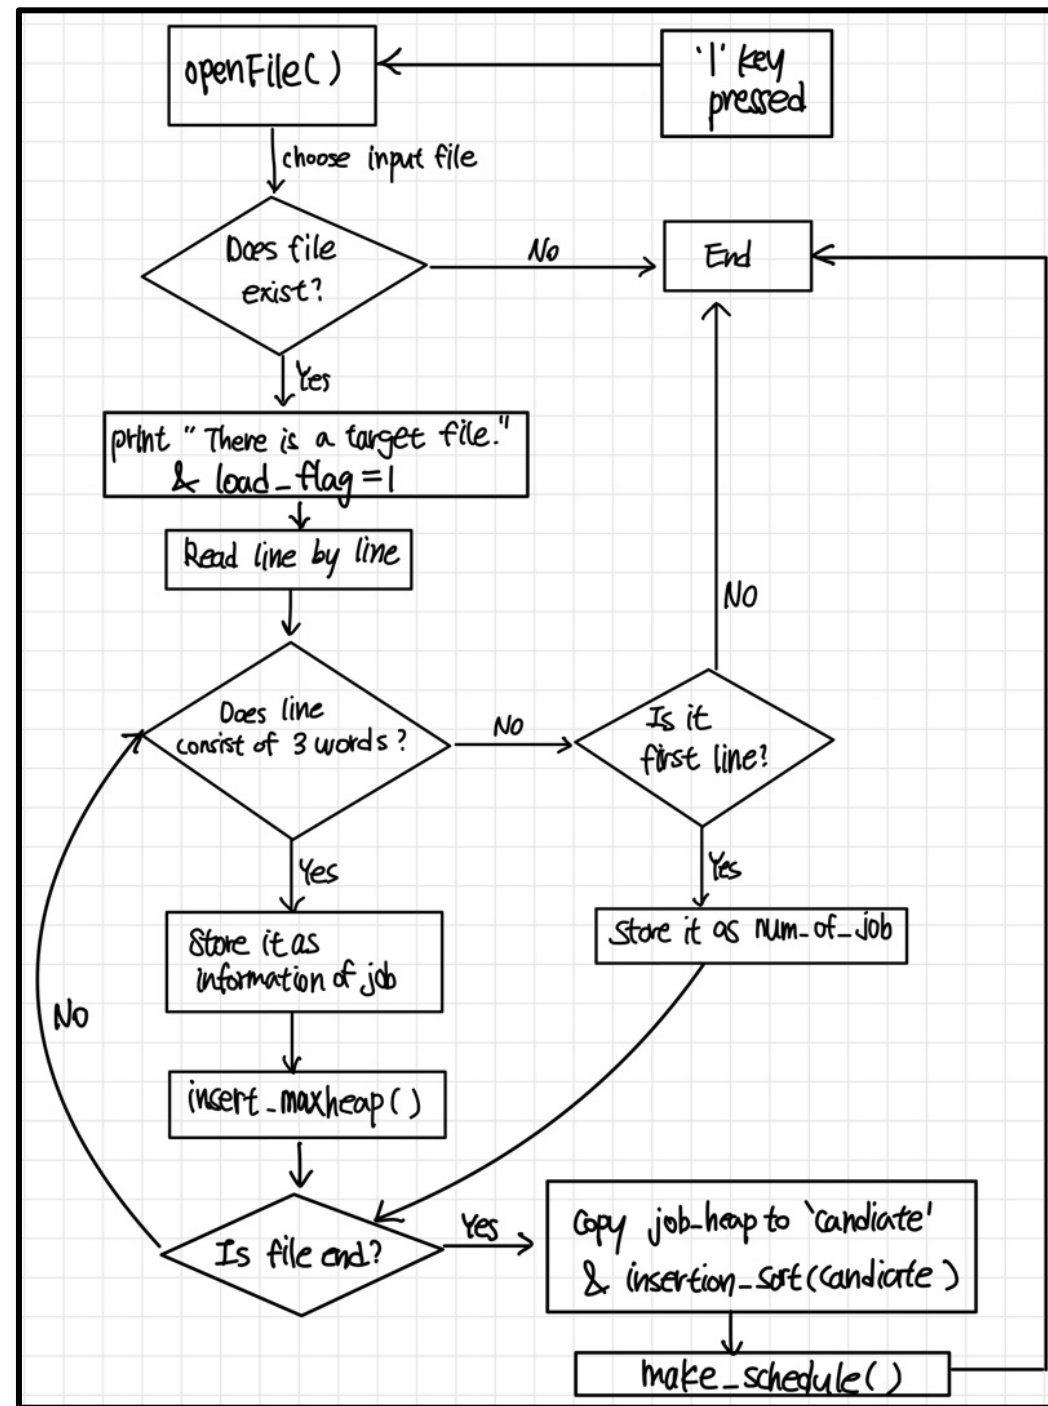 openFile()
'l' key
pressed
choose input file
Does file
exist?
No
End
Yes
print "There is a target file."
& load_flag=1
Read line by line
Does line
consist of 3 words?
NO
Is it
first line?
NO
Yes
Yes
Store it as
information of job
Store it as num_of_job
No
insert_maxheap()
Is file end?
Yes
Copy job_heap to 'candiate'
& insertion_sort(candiate)
make_schedule()